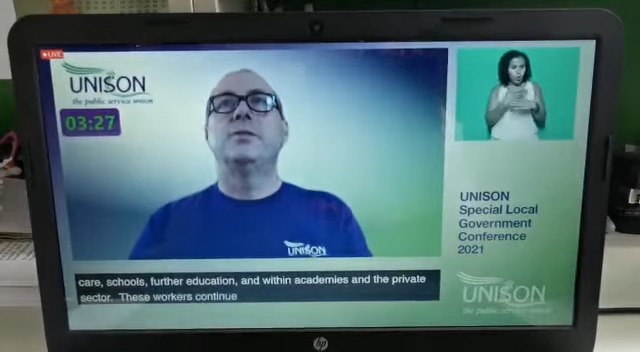 LIVE
UNISON
the public service union
03:27
UNISON
care, schools, further education, and within academies and the private
sector. These workers continue
UNISON
Special Local
Government
Conference
2021
UNISON
the public service union
hp